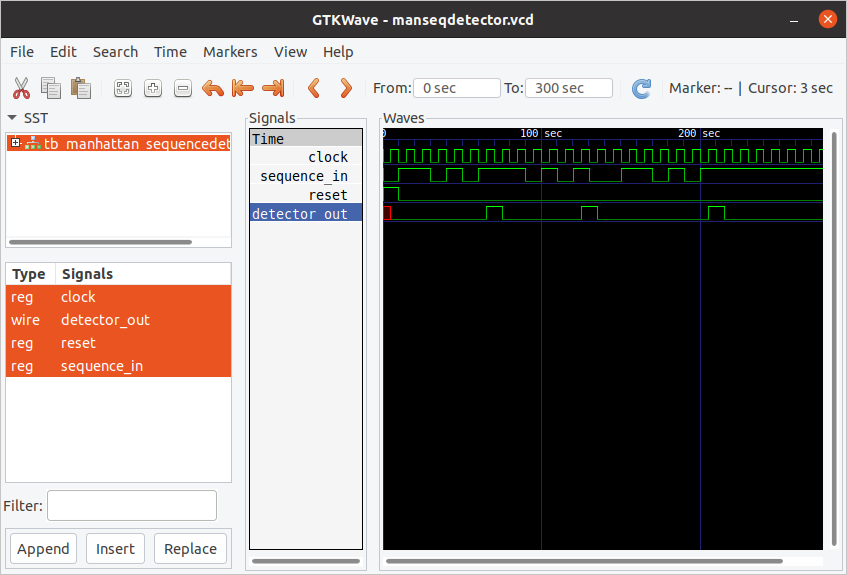 GTKWave - manseqdetector.vcd
File Edit Search Time Markers View Help
From: 0 sec To: 300 sec Marker: -- | Cursor: 3 sec
SST
tb_manhattan_sequencedet
Type Signals
reg clock
wire detector_out
reg reset
reg sequence_in
Filter:
Append Insert Replace
Signals
Time
clock
sequence_in
reset
detector_out
Waves
0 100 sec 200 sec